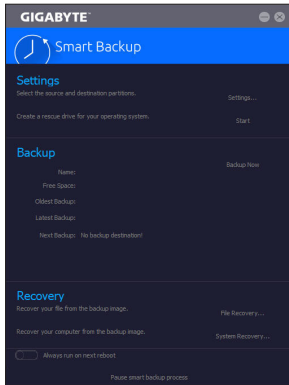 GIGABYTE™
Smart Backup
Settings
Select the source and destination partitions.
Settings...
Create a rescue drive for your operating system.
Start
Backup
Backup Now
Name:
Free Space:
Oldest Backup:
Latest Backup:
Next Backup: No backup destination!
Recovery
Recover your file from the backup image.
File Recovery...
Recover your computer from the backup image.
System Recovery...
Always run on next reboot
Pause smart backup process